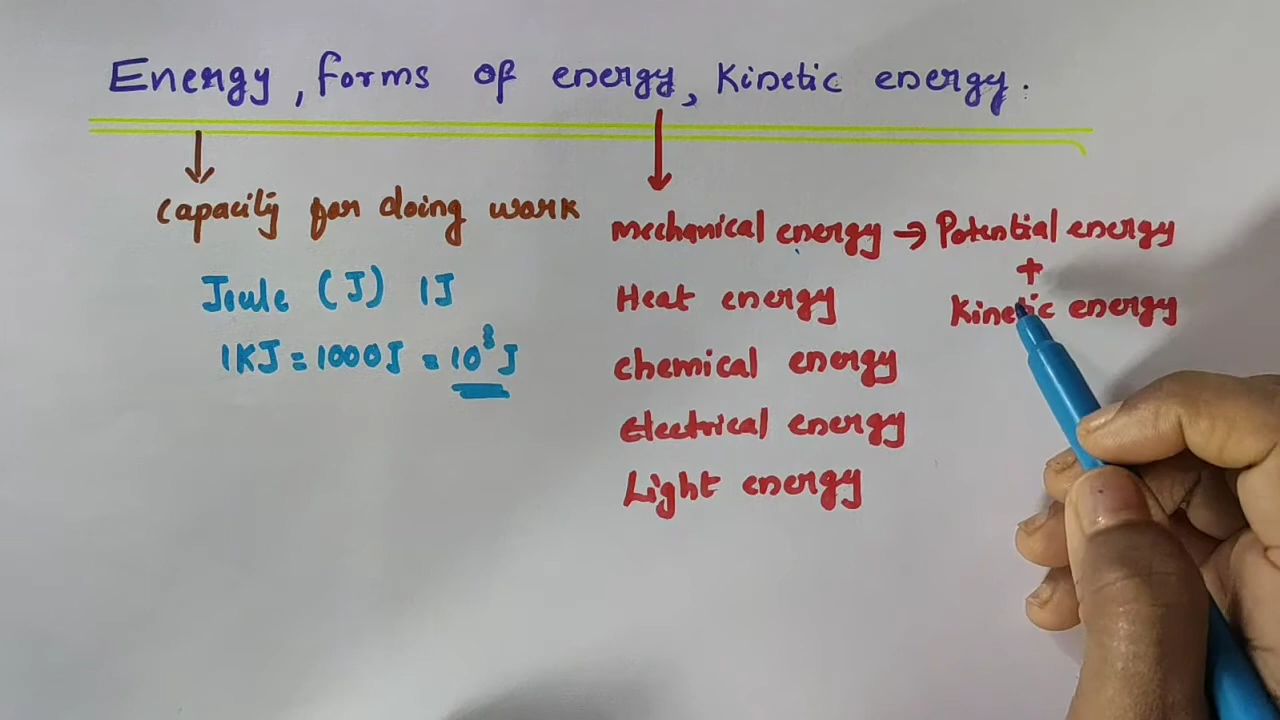 Energy, forms of energy, Kinetic energy.
Capacity for doing work
Joule (J) 1J
1KJ = 1000J = 10³J
mechanical energy → Potential energy
+
Kinetic energy
Heat energy
chemical energy
Electrical energy
Light energy